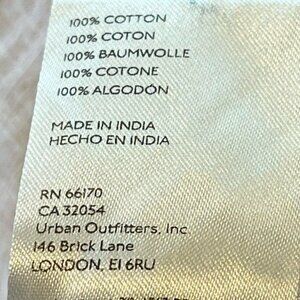 100% COTTON
100% COTON
100% BAUMWOLLE
100% COTONE
100% ALGODÓN
MADE IN INDIA
HECHO EN INDIA
RN 66170
CA 32054
Urban Outfitters, Inc
146 Brick Lane
LONDON, E1 6RU